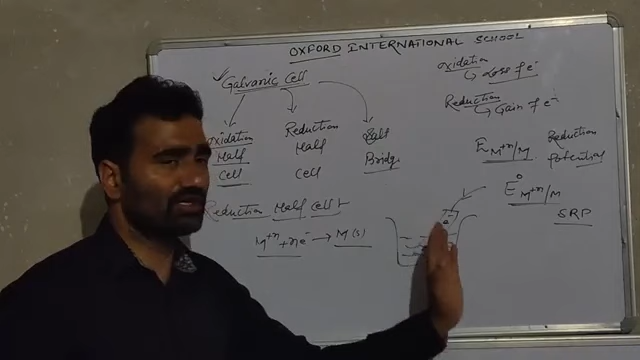 OXFORD INTERNATIONAL SCHOOL
Galvanic Cell
Oxidation
Half
Cell
Reduction
Half
Cell
Salt
Bridge
Reduction Half Cell
M⁺ⁿ + ne⁻ → M(s)
Oxidation
↳ Loss of e⁻
Reduction
↳ Gain of e⁻
E M⁺ⁿ/M
Reduction
Potential
E° M⁺ⁿ/M
SRP